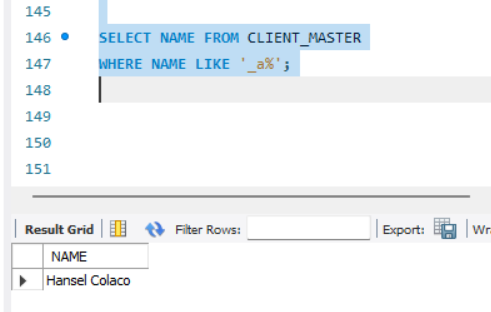 145
146 SELECT NAME FROM CLIENT_MASTER
147 WHERE NAME LIKE '_a%';
148
149
150
151
Result Grid Filter Rows: Export:
NAME
Hansel Colaco